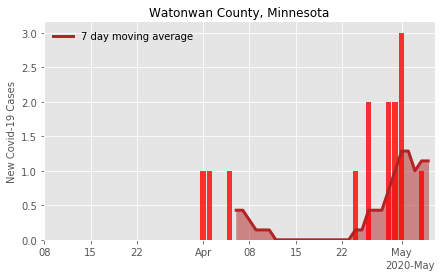 Watonwan County, Minnesota
7 day moving average
New Covid-19 Cases
3.0
2.5
2.0
1.5
1.0
0.5
0.0
08 15 22 Apr 08 15 22 May
2020-May